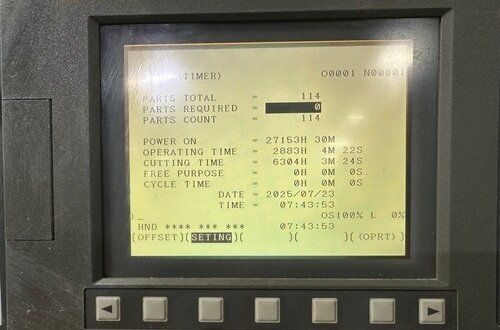 (TIMER) O0001 N00001
PARTS TOTAL = 114
PARTS REQUIRED = 0
PARTS COUNT = 114
POWER ON = 27153H 30M
OPERATING TIME = 2883H 4M 22S
CUTTING TIME = 6304H 3M 24S
FREE PURPOSE = 0H 0M 0S
CYCLE TIME = 0H 0M 0S
DATE = 2025/07/23
TIME = 07:43:53
)_ OS100% L 0%
HND **** *** *** 07:43:53
(OFFSET)(SETING)( )( )(OPRT)